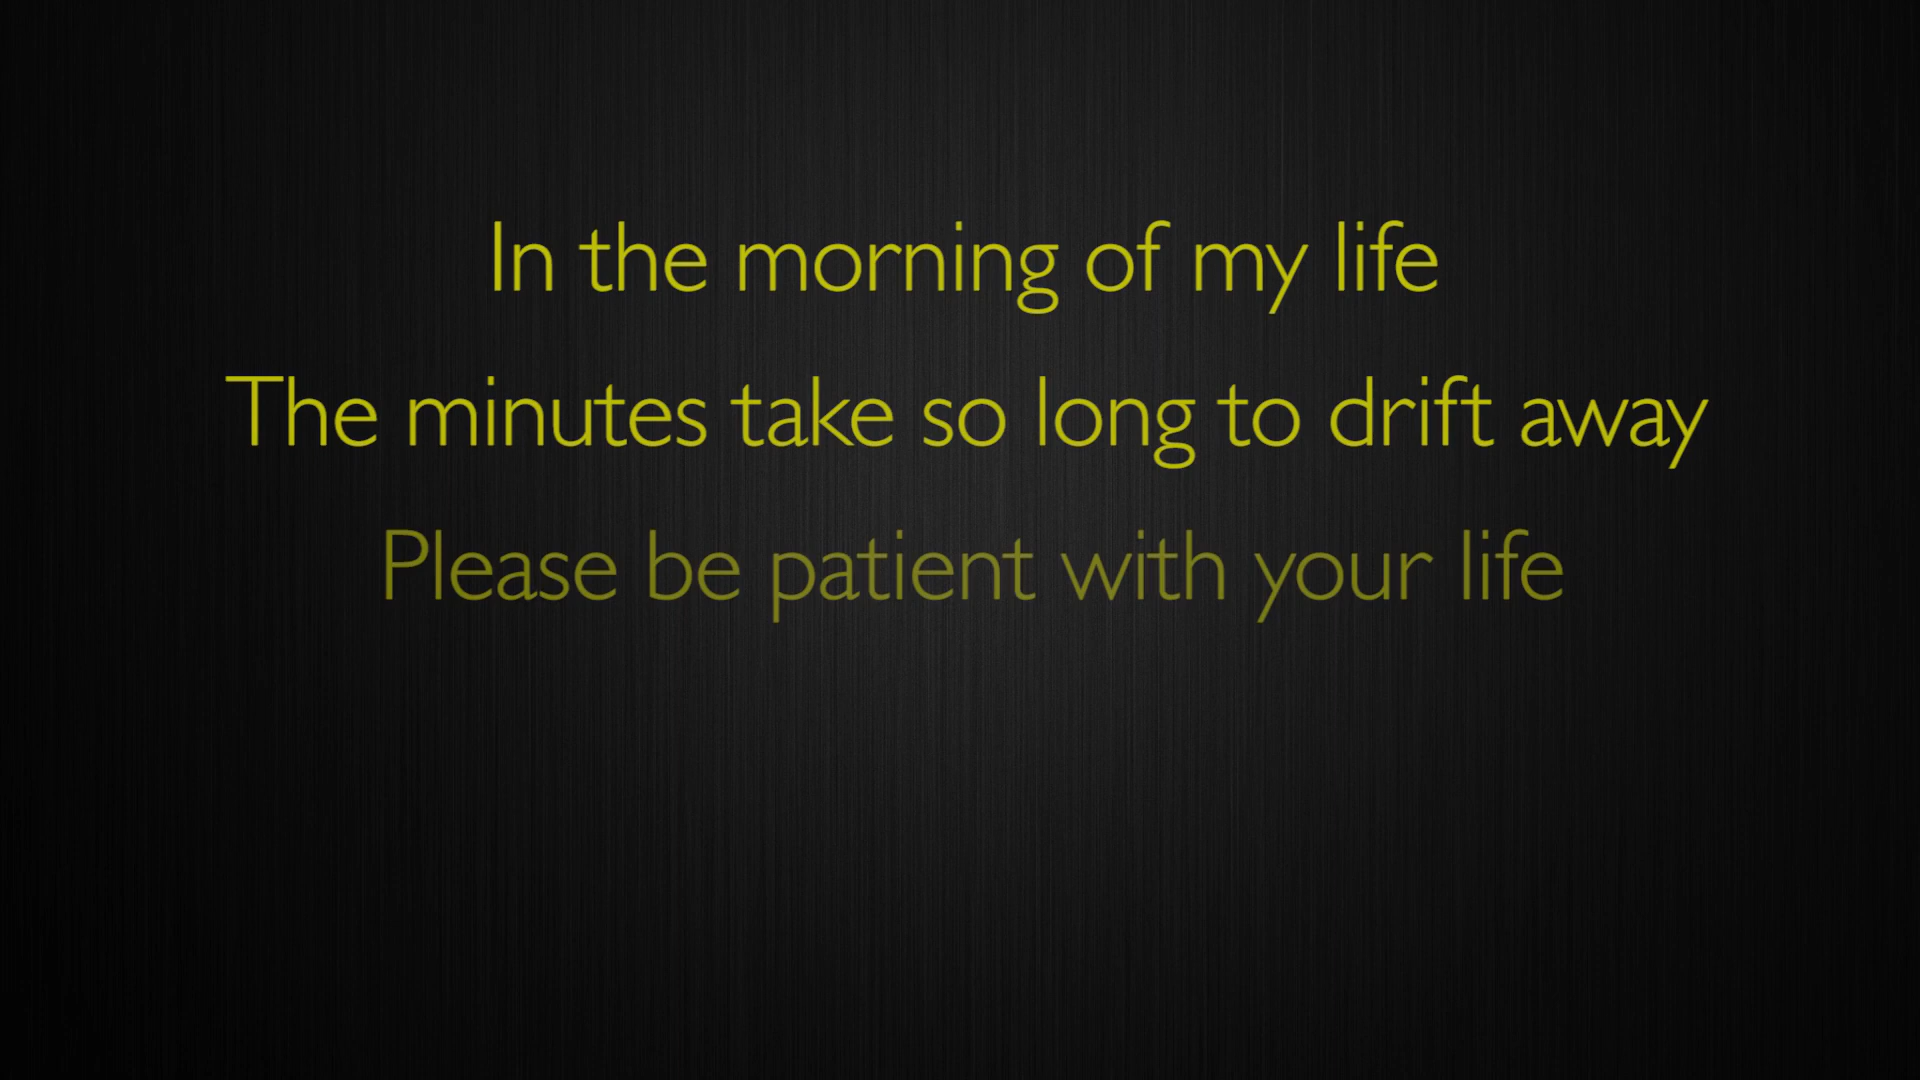 In the morning of my life
The minutes take so long to drift away
Please be patient with your life